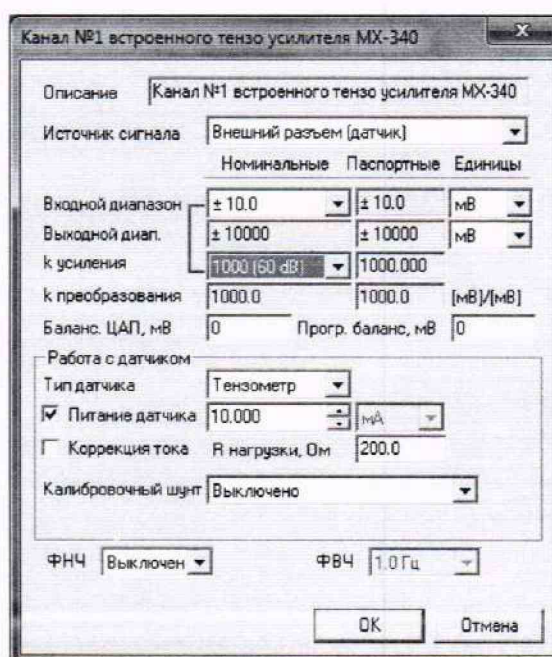 Канал №1 встроенного тензо усилителя MX-340
Описание Канал №1 встроенного тензо усилителя MX-340
Источник сигнала Внешний разъем (датчик)
Номинальные Паспортные Единицы
Входной диапазон ± 10.0 ± 10.0 мВ
Выходной диап. ± 10000 ± 10000 мВ
k усиления 1000 (60 dB) 1000.000
k преобразования 1000.0 1000.0 [мВ]/[мВ]
Баланс. ЦАП, мВ 0 Прогр. баланс, мВ 0
Работа с датчиком
Тип датчика Тензометр
Питание датчика 10.000 мА
Коррекция тока R нагрузки, Ом 200.0
Калибровочный шунт Выключено
ФНЧ Выключен ФВЧ 1.0 Гц
OK Отмена